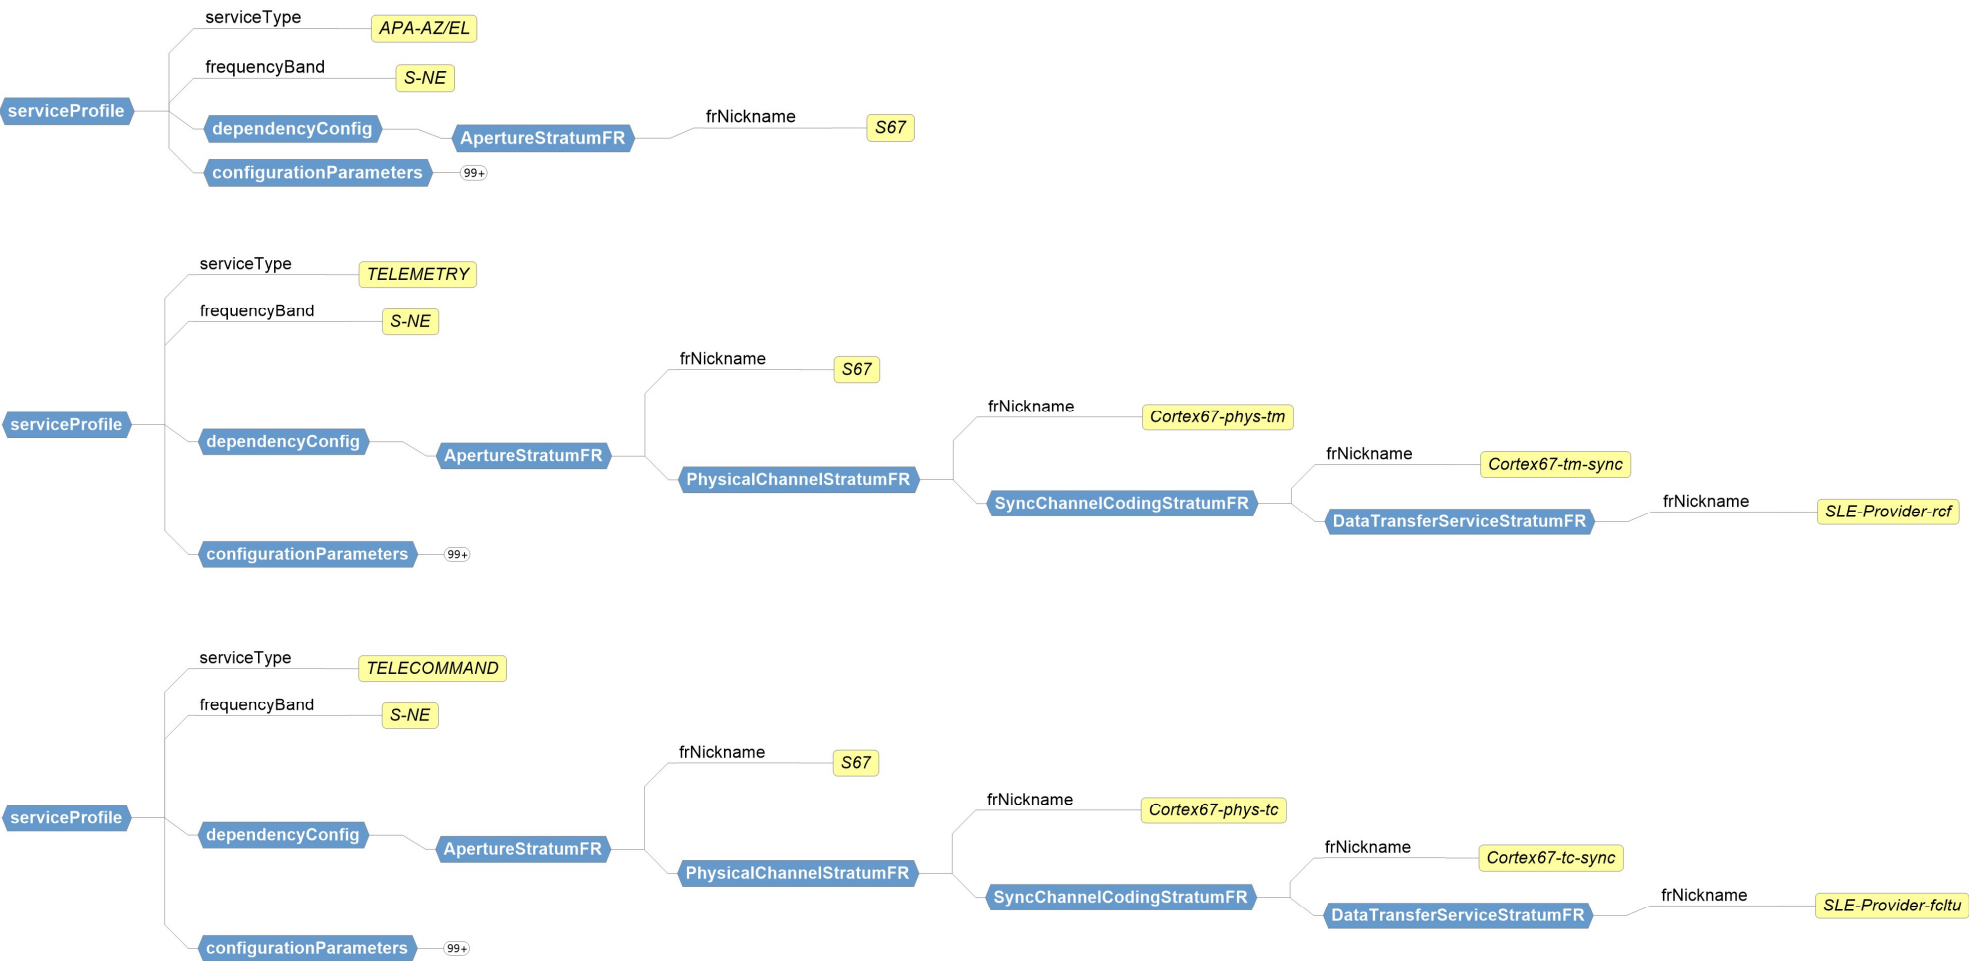 serviceType
APA-AZ/EL
frequencyBand
S-NE
serviceProfile
dependencyConfig
ApertureStratumFR
frNickname
S67
configurationParameters
99+
serviceType
TELEMETRY
frequencyBand
S-NE
serviceProfile
dependencyConfig
ApertureStratumFR
frNickname
S67
PhysicalChannelStratumFR
frNickname
Cortex67-phys-tm
SyncChannelCodingStratumFR
frNickname
Cortex67-tm-sync
DataTransferServiceStratumFR
frNickname
SLE-Provider-rcf
configurationParameters
99+
serviceType
TELECOMMAND
frequencyBand
S-NE
serviceProfile
dependencyConfig
ApertureStratumFR
frNickname
S67
PhysicalChannelStratumFR
frNickname
Cortex67-phys-tc
SyncChannelCodingStratumFR
frNickname
Cortex67-tc-sync
DataTransferServiceStratumFR
frNickname
SLE-Provider-fcltu
configurationParameters
99+